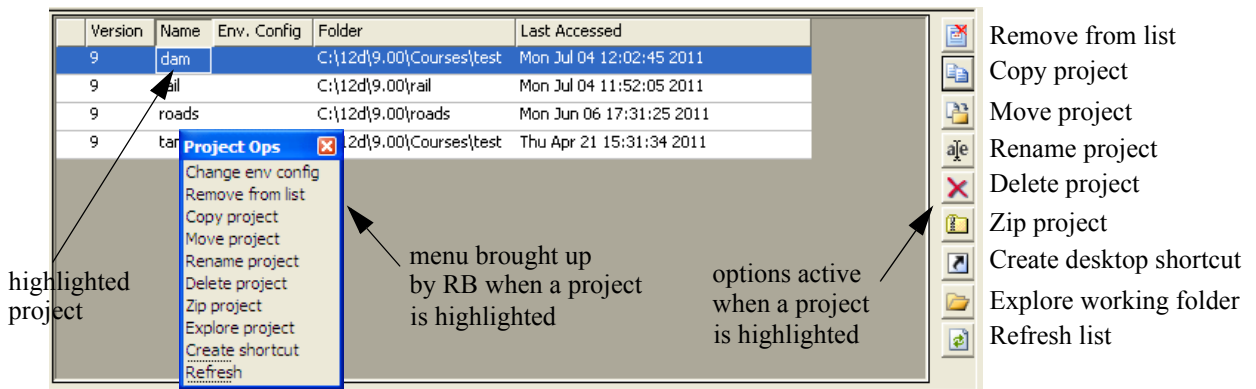 Version Name Env. Config Folder Last Accessed
9 dam C:\12d\9.00\Courses\test Mon Jul 04 12:02:45 2011
9 C:\12d\9.00\rail Mon Jul 04 11:52:05 2011
9 roads C:\12d\9.00\roads Mon Jun 06 17:31:25 2011
9 12d\9.00\Courses\test Thu Apr 21 15:31:34 2011
Project Ops
Change env config
Remove from list
Copy project
Move project
Rename project
Delete project
Zip project
Explore project
Create shortcut
Refresh
highlighted
project
menu brought up
by RB when a project
is highlighted
options active
when a project
is highlighted
Remove from list
Copy project
Move project
a|e Rename project
Delete project
Zip project
Create desktop shortcut
Explore working folder
Refresh list